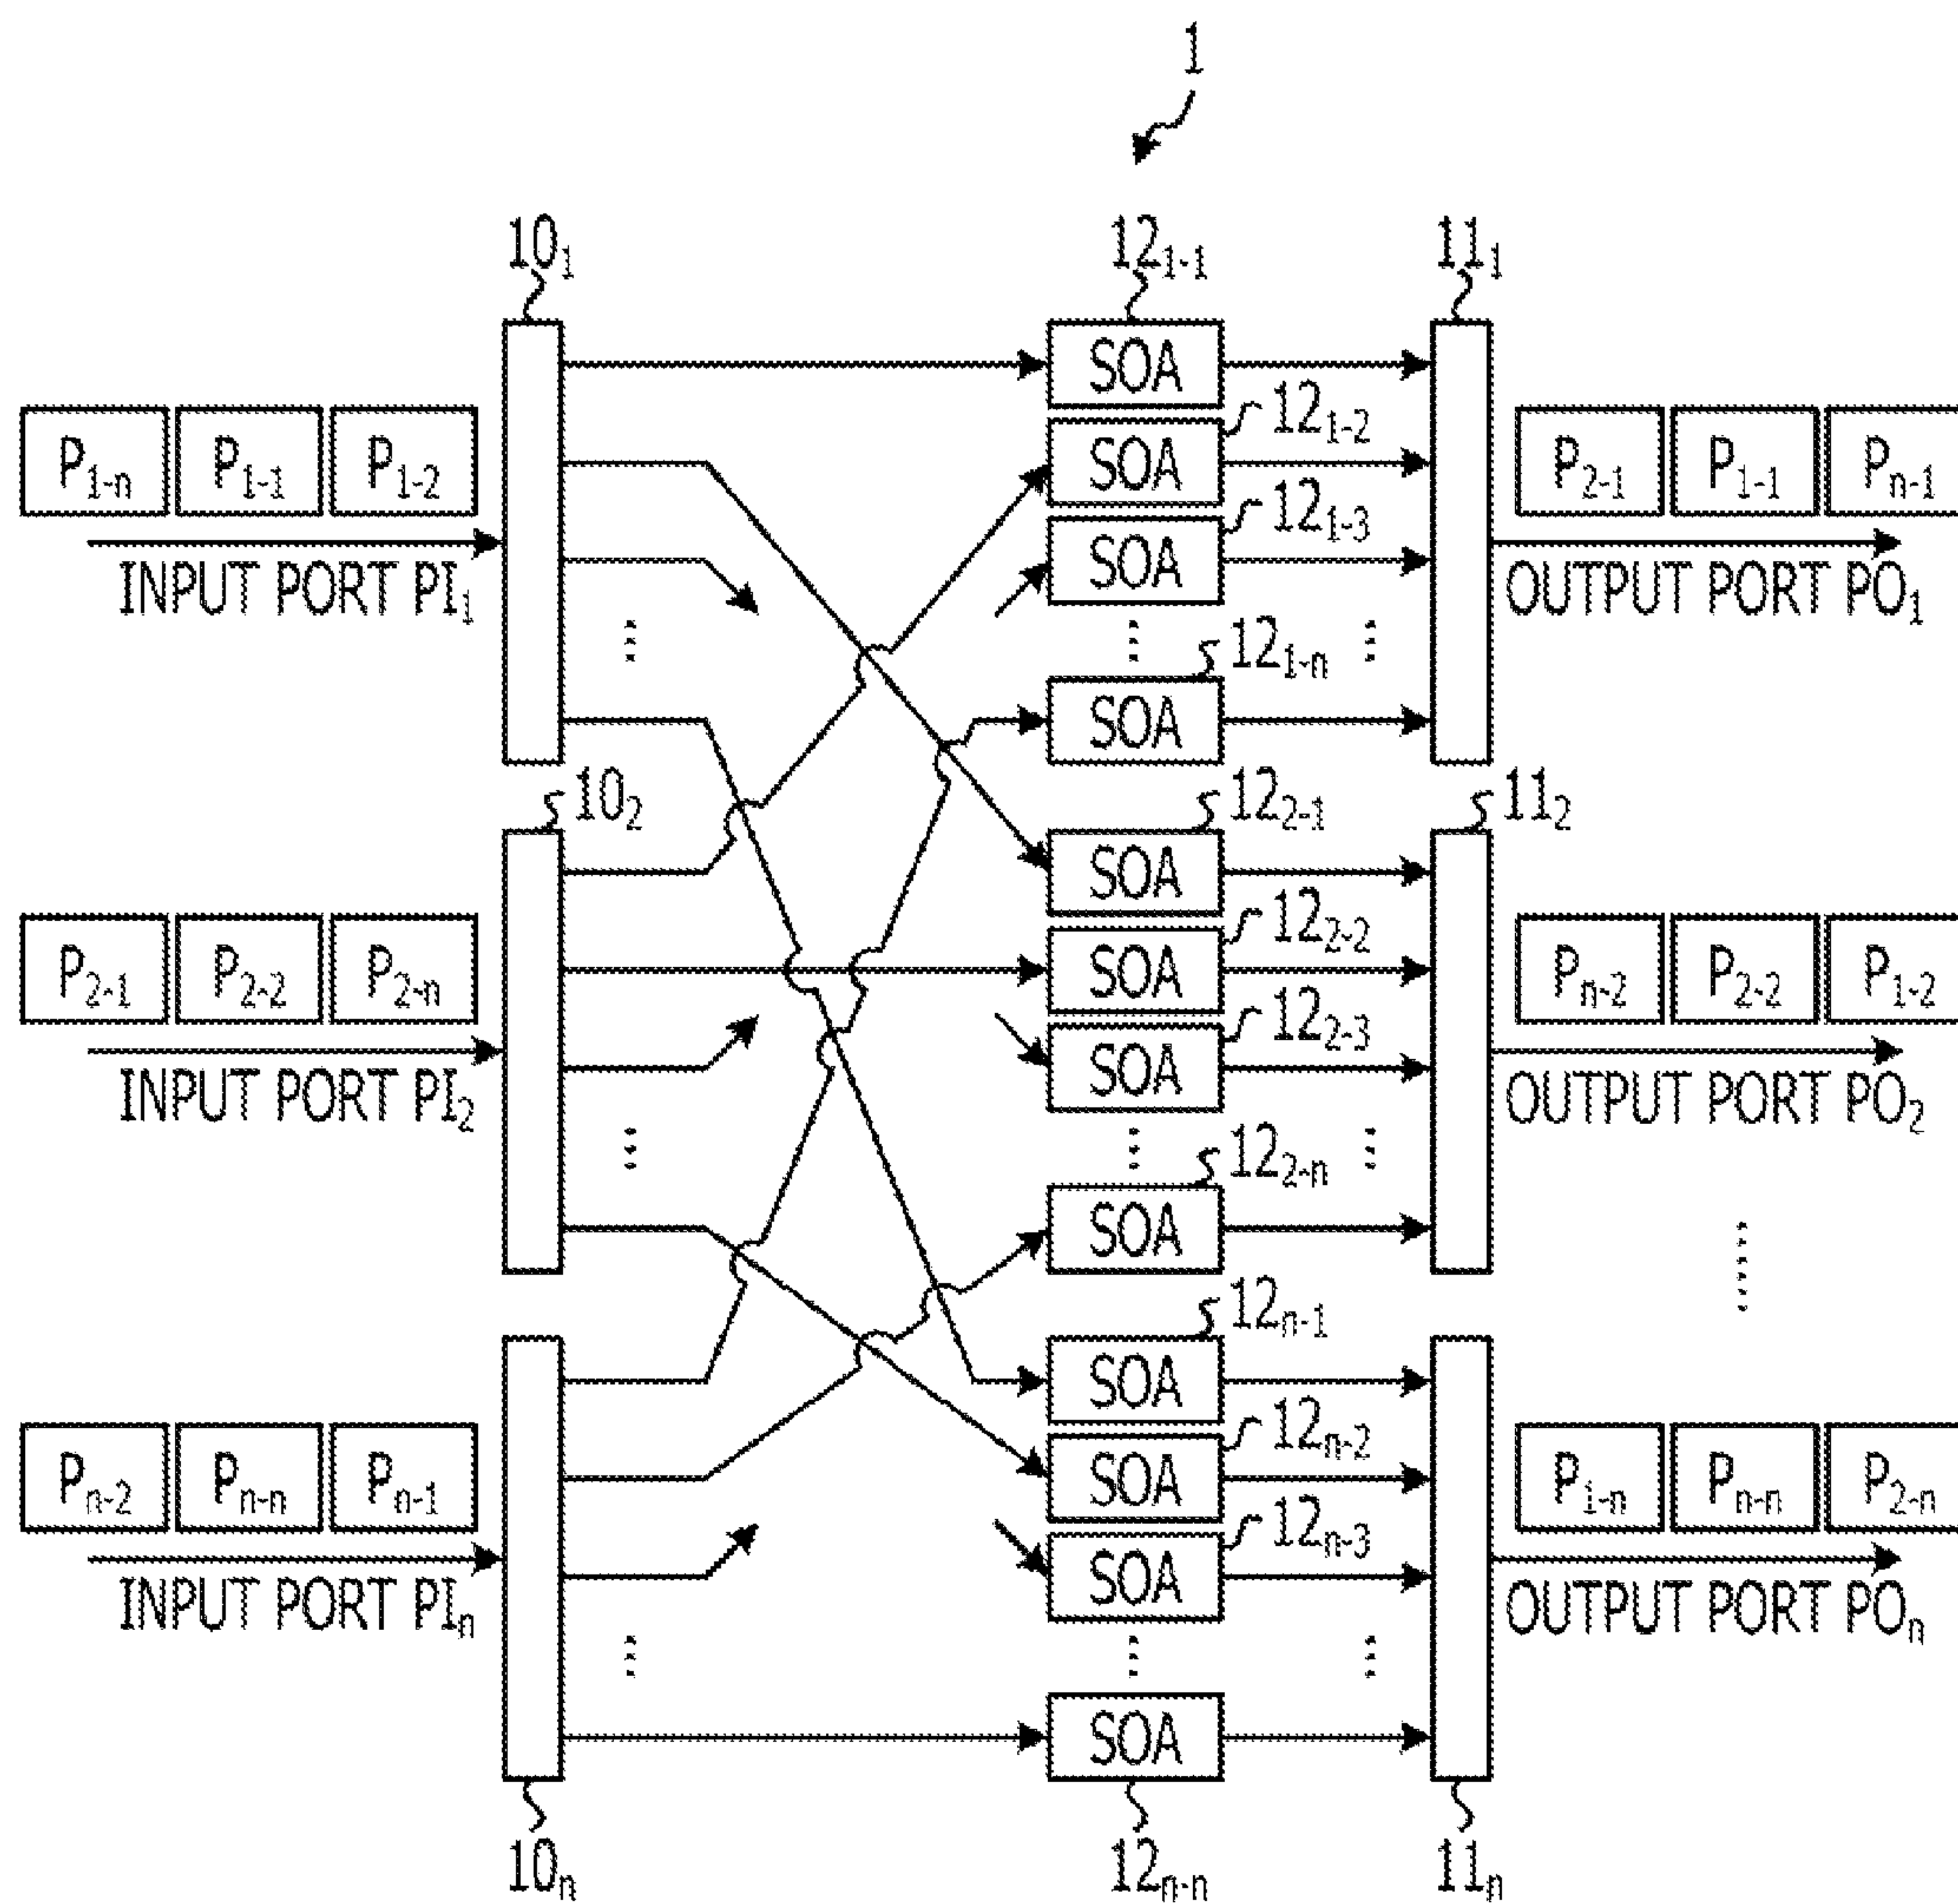 1
10₁ 12₁₋₁ 11₁
SOA
12₁₋₂
P₁₋ₙ P₁₋₁ P₁₋₂ SOA P₂₋₁ P₁₋₁ Pₙ₋₁
12₁₋₃
SOA
INPUT PORT PI₁ OUTPUT PORT PO₁
12₁₋ₙ
SOA
10₂ 12₂₋₁ 11₂
SOA
12₂₋₂
P₂₋₁ P₂₋₂ P₂₋ₙ SOA Pₙ₋₂ P₂₋₂ P₁₋₂
12₂₋₃
SOA
INPUT PORT PI₂ OUTPUT PORT PO₂
12₂₋ₙ
SOA
12ₙ₋₁
SOA
12ₙ₋₂
Pₙ₋₂ Pₙ₋ₙ Pₙ₋₁ SOA P₁₋ₙ Pₙ₋ₙ P₂₋ₙ
12ₙ₋₃
SOA
INPUT PORT PIₙ OUTPUT PORT POₙ
SOA
10ₙ 12ₙ₋ₙ 11ₙ